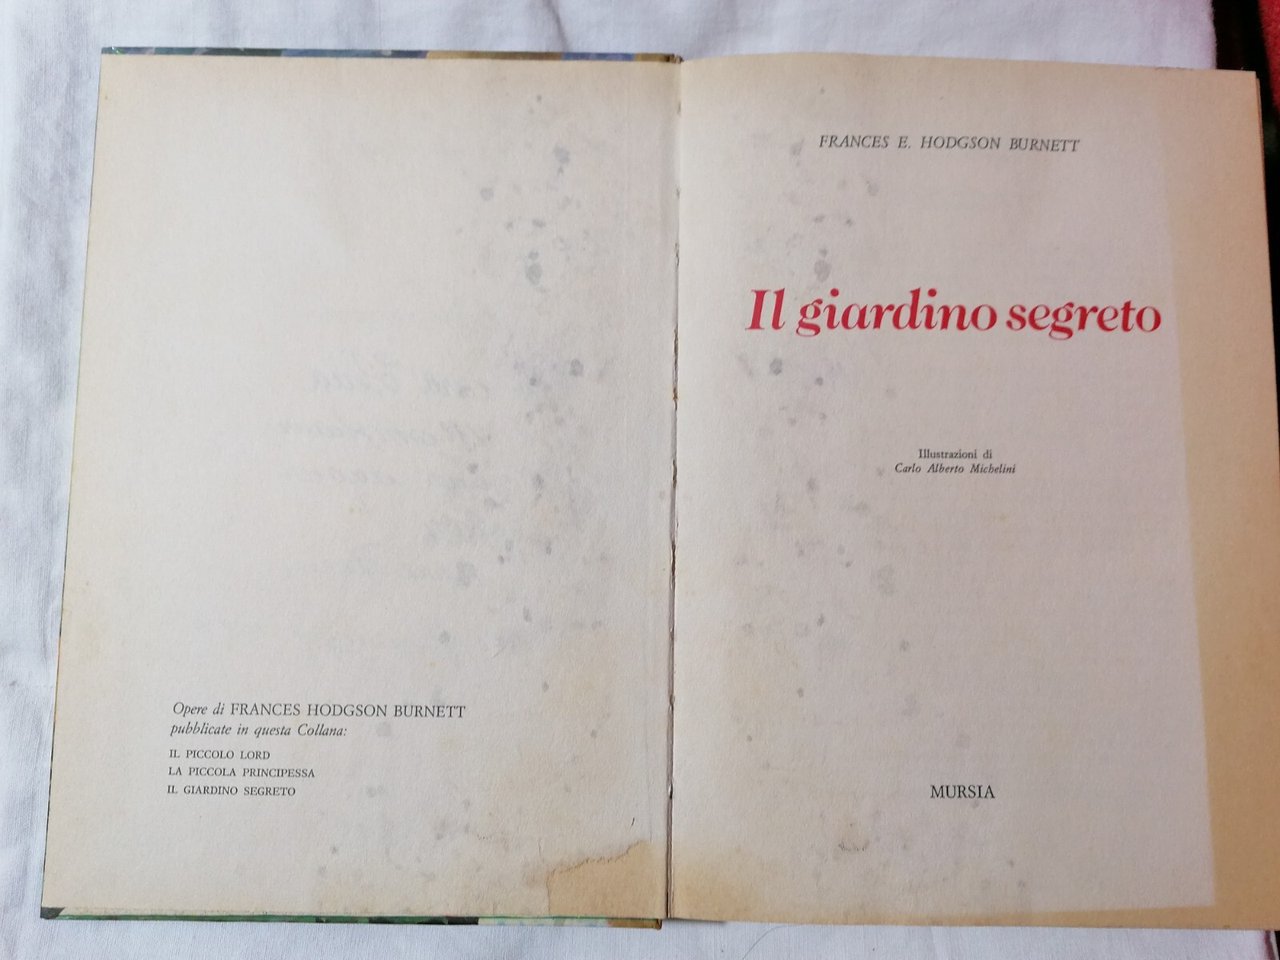 Opere di FRANCES HODGSON BURNETT
pubblicate in questa Collana:
IL PICCOLO LORD
LA PICCOLA PRINCIPESSA
IL GIARDINO SEGRETO
FRANCES E. HODGSON BURNETT
Il giardino segreto
Illustrazioni di
Carlo Alberto Michelini
MURSIA